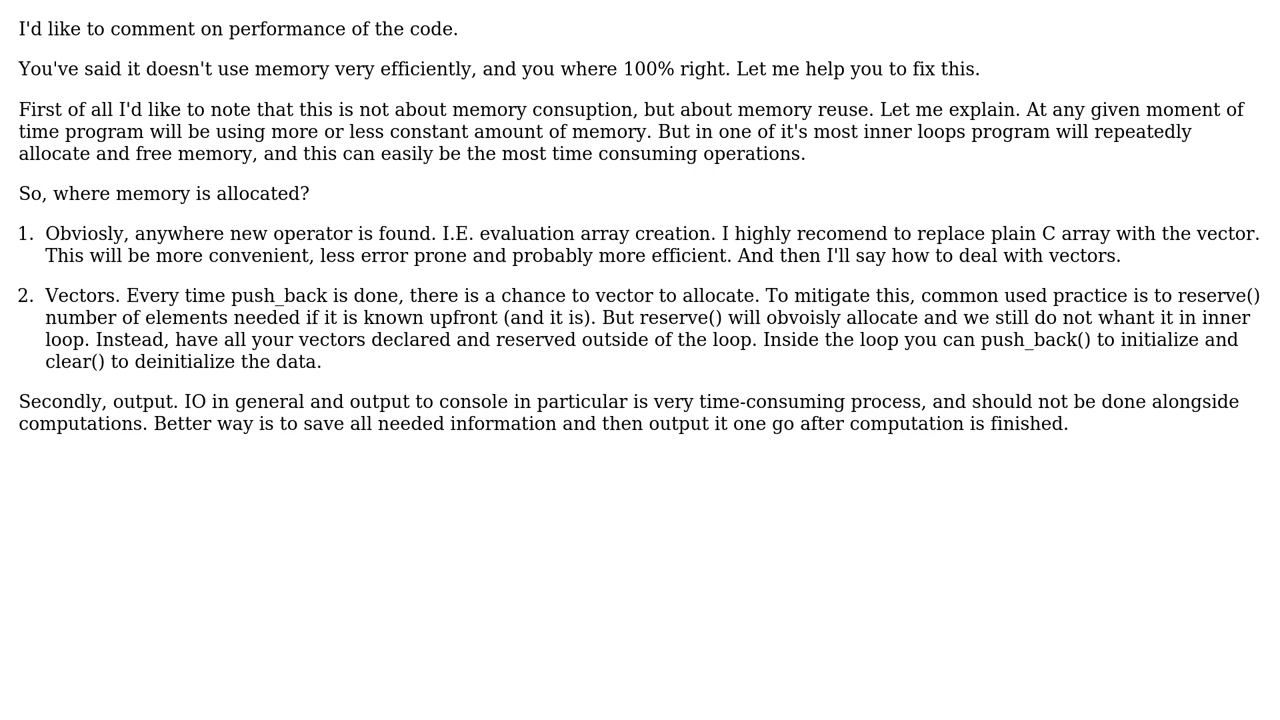 I'd like to comment on performance of the code.
You've said it doesn't use memory very efficiently, and you where 100% right. Let me help you to fix this.
First of all I'd like to note that this is not about memory consuption, but about memory reuse. Let me explain. At any given moment of
time program will be using more or less constant amount of memory. But in one of it's most inner loops program will repeatedly
allocate and free memory, and this can easily be the most time consuming operations.
So, where memory is allocated?
1. Obviosly, anywhere new operator is found. I.E. evaluation array creation. I highly recomend to replace plain C array with the vector.
This will be more convenient, less error prone and probably more efficient. And then I'll say how to deal with vectors.
2. Vectors. Every time push_back is done, there is a chance to vector to allocate. To mitigate this, common used practice is to reserve()
number of elements needed if it is known upfront (and it is). But reserve() will obvoisly allocate and we still do not whant it in inner
loop. Instead, have all your vectors declared and reserved outside of the loop. Inside the loop you can push_back() to initialize and
clear() to deinitialize the data.
Secondly, output. IO in general and output to console in particular is very time-consuming process, and should not be done alongside
computations. Better way is to save all needed information and then output it one go after computation is finished.